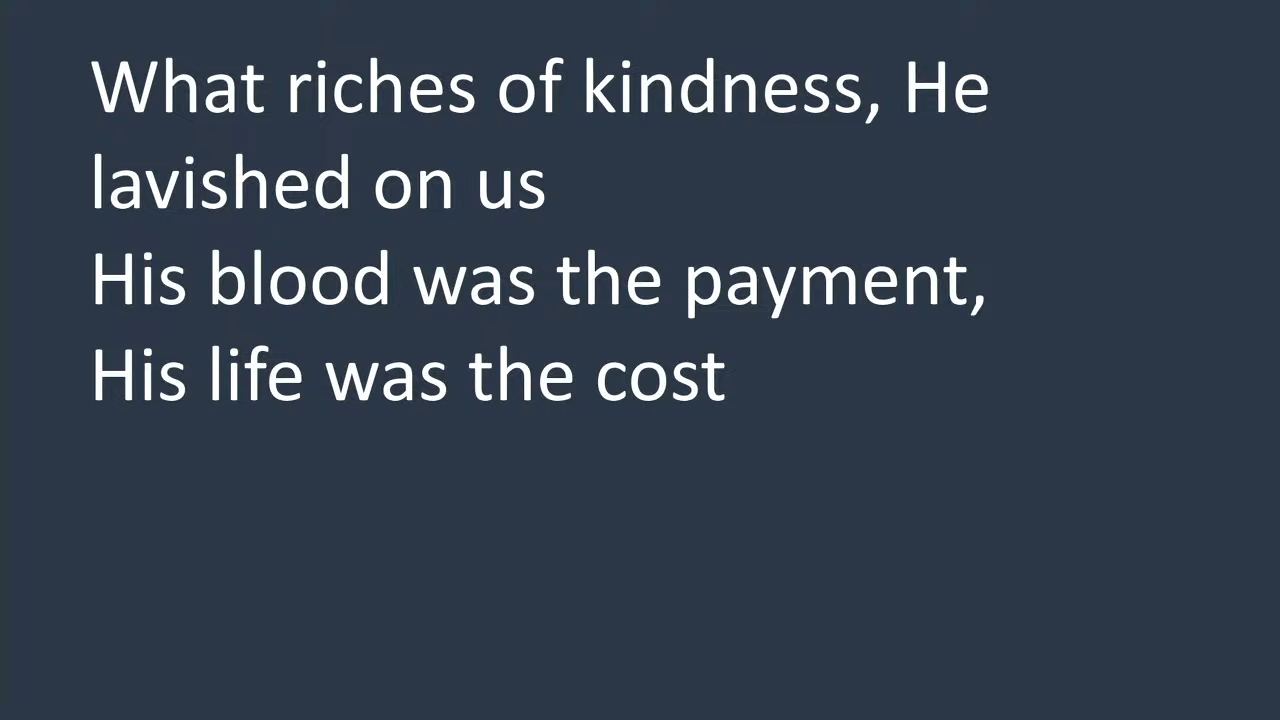 What riches of kindness, He
lavished on us
His blood was the payment,
His life was the cost